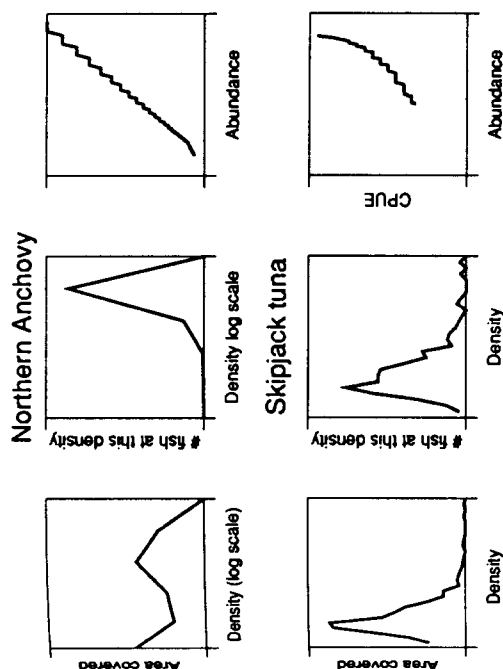 Northern Anchovy
Area covered
Density (log scale)
# fish at this density
Density log scale
Abundance
Skipjack tuna
Area covered
Density
# fish at this density
Density
CPUE
Abundance